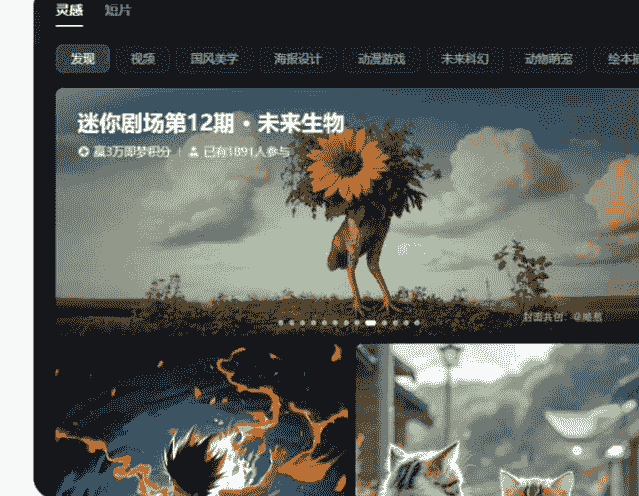 灵感 短片
发现 视频 国风美学 海报设计 动漫游戏 未来科幻 动物萌宠 绘本
迷你剧场第12期·未来生物
赢3万即梦积分 | 已有1891人参与
封面共创：@